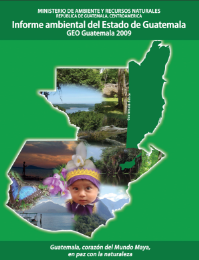 MINISTERIO DE AMBIENTE Y RECURSOS NATURALES
REPÚBLICA DE GUATEMALA, CENTROAMÉRICA
Informe ambiental del Estado de Guatemala
GEO Guatemala 2009
Guatemala, corazón del Mundo Maya,
en paz con la naturaleza